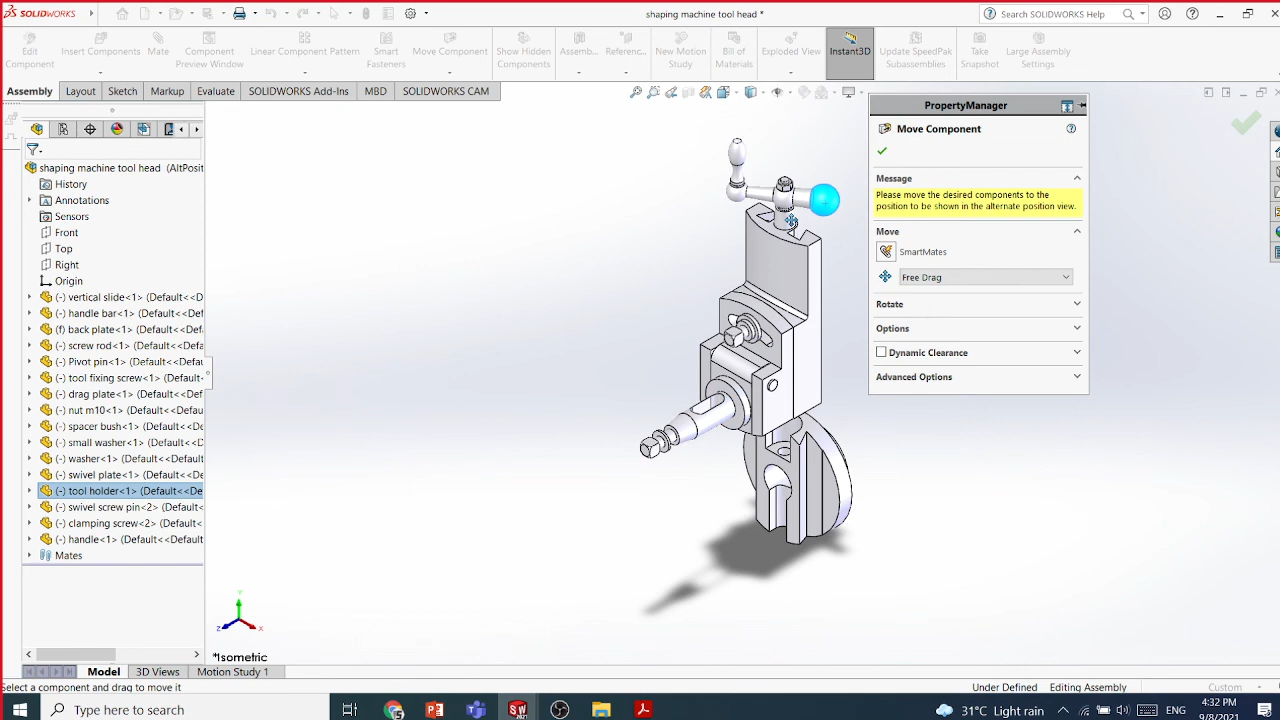 SOLIDWORKS
shaping machine tool head *
Search SOLIDWORKS Help
Edit Component
Insert Components
Mate
Component Preview Window
Linear Component Pattern
Smart Fasteners
Move Component
Show Hidden Components
Assemb...
Referenc...
New Motion Study
Bill of Materials
Exploded View
Instant3D
Update SpeedPak Subassemblies
Take Snapshot
Large Assembly Settings
Assembly
Layout
Sketch
Markup
Evaluate
SOLIDWORKS Add-Ins
MBD
SOLIDWORKS CAM
shaping machine tool head (AltPosit
History
Annotations
Sensors
Front
Top
Right
Origin
(-) vertical slide<1> (Default<<D
(-) handle bar<1> (Default<<De
(f) back plate<1> (Default<<De
(-) screw rod<1> (Default<<De
(-) Pivot pin<1> (Default<<Def
(-) tool fixing screw<1> (Defau
(-) drag plate<1> (Default<<De
(-) nut m10<1> (Default<<Defa
(-) spacer bush<1> (Default<<
(-) small washer<1> (Default<<
(-) washer<1> (Default<<Defau
(-) swivel plate<1> (Default<<D
(-) tool holder<1> (Default<<De
(-) swivel screw pin<2> (Defaul
(-) clamping screw<2> (Default
(-) handle<1> (Default<<Defau
Mates
PropertyManager
Move Component
Message
Please move the desired components to the
position to be shown in the alternate position view.
Move
SmartMates
Free Drag
Rotate
Options
Dynamic Clearance
Advanced Options
Y
Z
X
*Isometric
Model
3D Views
Motion Study 1
Select a component and drag to move it
Under Defined
Editing Assembly
Custom
Type here to search
31°C Light rain
ENG
4:32 PM